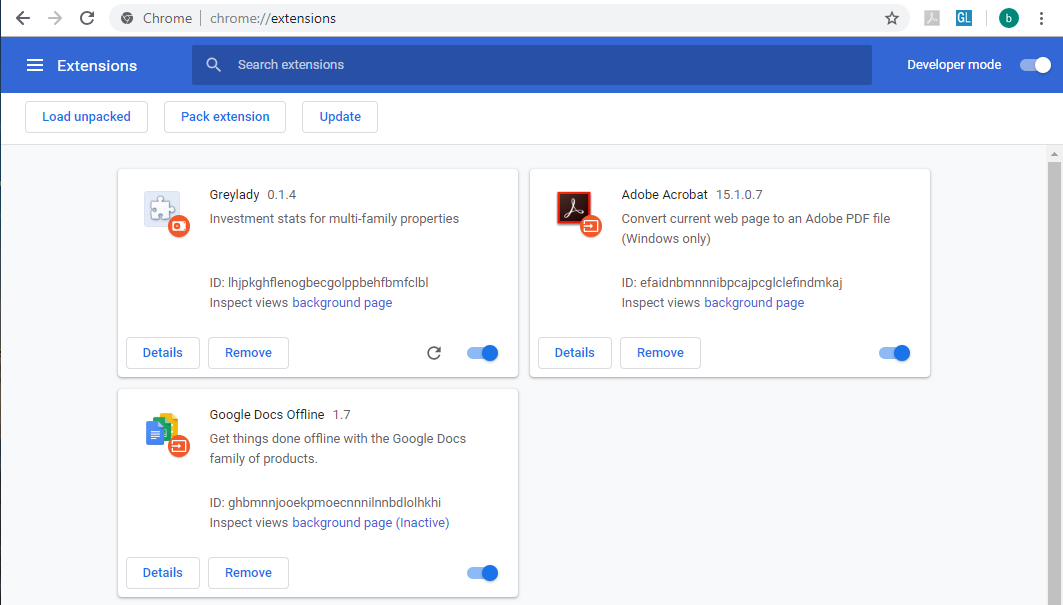 Chrome | chrome://extensions
GL
b
Extensions
Search extensions
Developer mode
Load unpacked
Pack extension
Update
Greylady 0.1.4
Investment stats for multi-family properties
ID: lhjpkghflenogbecgolppbehfbmfclbl
Inspect views background page
Details
Remove
Adobe Acrobat 15.1.0.7
Convert current web page to an Adobe PDF file
(Windows only)
ID: efaidnbmnnnibpcajpcglclefindmkaj
Inspect views background page
Details
Remove
Google Docs Offline 1.7
Get things done offline with the Google Docs
family of products.
ID: ghbmnnjooekpmoecnnnilnnbdlolhkhi
Inspect views background page (Inactive)
Details
Remove